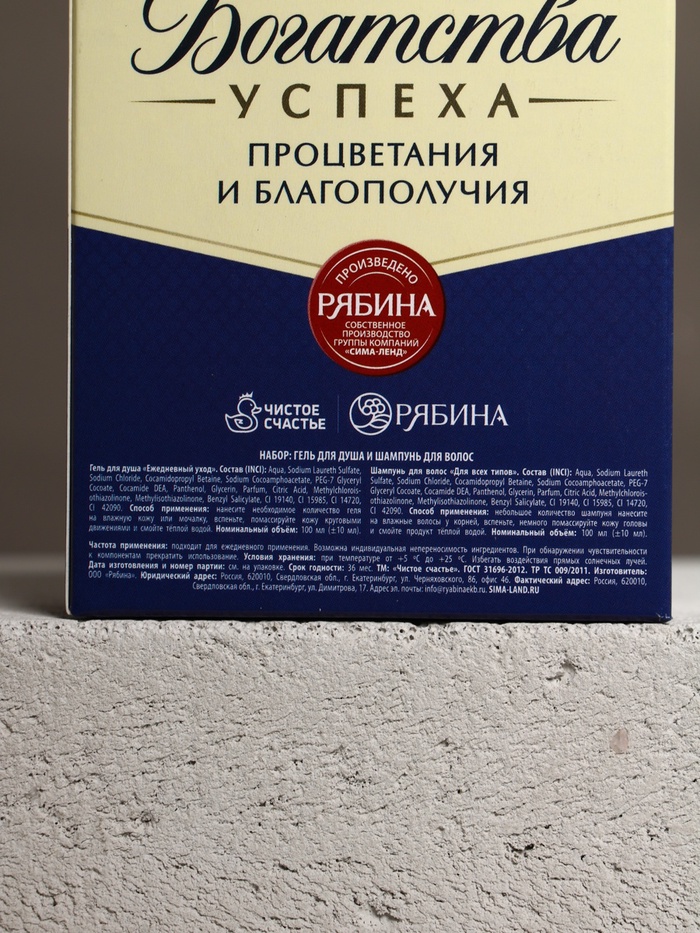 Богатства
УСПЕХА
ПРОЦВЕТАНИЯ
И БЛАГОПОЛУЧИЯ
ПРОИЗВЕДЕНО
РЯБИНА
СОБСТВЕННОЕ
ПРОИЗВОДСТВО
ГРУППЫ КОМПАНИЙ
«СИМА-ЛЕНД»
ЧИСТОЕ
СЧАСТЬЕ
РЯБИНА
НАБОР: ГЕЛЬ ДЛЯ ДУША И ШАМПУНЬ ДЛЯ ВОЛОС
Гель для душа «Ежедневный уход». Состав (INCI): Aqua, Sodium Laureth Sulfate,
Sodium Chloride, Cocamidopropyl Betaine, Sodium Cocoamphoacetate, PEG-7 Glyceryl
Cocoate, Cocamide DEA, Panthenol, Glycerin, Parfum, Citric Acid, Methylchlorois-
othiazolinone, Methylisothiazolinone, Benzyl Salicylate, CI 19140, CI 15985, CI 14720,
CI 42090. Способ применения: нанесите необходимое количество геля
на влажную кожу или мочалку, вспеньте, помассируйте кожу круговыми
движениями и смойте тёплой водой. Номинальный объём: 100 мл (±10 мл).
Шампунь для волос «Для всех типов». Состав (INCI): Aqua, Sodium Laureth
Sulfate, Sodium Chloride, Cocamidopropyl Betaine, Sodium Cocoamphoacetate, PEG-7
Glyceryl Cocoate, Cocamide DEA, Panthenol, Glycerin, Parfum, Citric Acid, Methylchlorois-
othiazolinone, Methylisothiazolinone, Benzyl Salicylate, CI 19140, CI 15985, CI 14720,
CI 42090. Способ применения: небольшое количество шампуня нанесите
на влажные волосы у корней, вспеньте, немного помассируйте кожу головы
и смойте продукт тёплой водой. Номинальный объём: 100 мл (±10 мл).
Частота применения: подходит для ежедневного применения. Возможна индивидуальная непереносимость ингредиентов. При обнаружении чувствительности
к компонентам прекратить использование. Условия хранения: при температуре от +5 ºC до +25 ºC. Избегать воздействия прямых солнечных лучей.
Дата изготовления и номер партии: см. на упаковке. Срок годности: 36 мес. ТМ: «Чистое счастье». ГОСТ 31696-2012. ТР ТС 009/2011. Изготовитель:
ООО «Рябина». Юридический адрес: Россия, 620010, Свердловская обл., г. Екатеринбург, ул. Черняховского, 86, офис 46. Фактический адрес: Россия, 620010,
Свердловская обл., г. Екатеринбург, ул. Димитрова, 17. Адрес эл. почты: info@ryabinaekb.ru. SIMA-LAND.RU